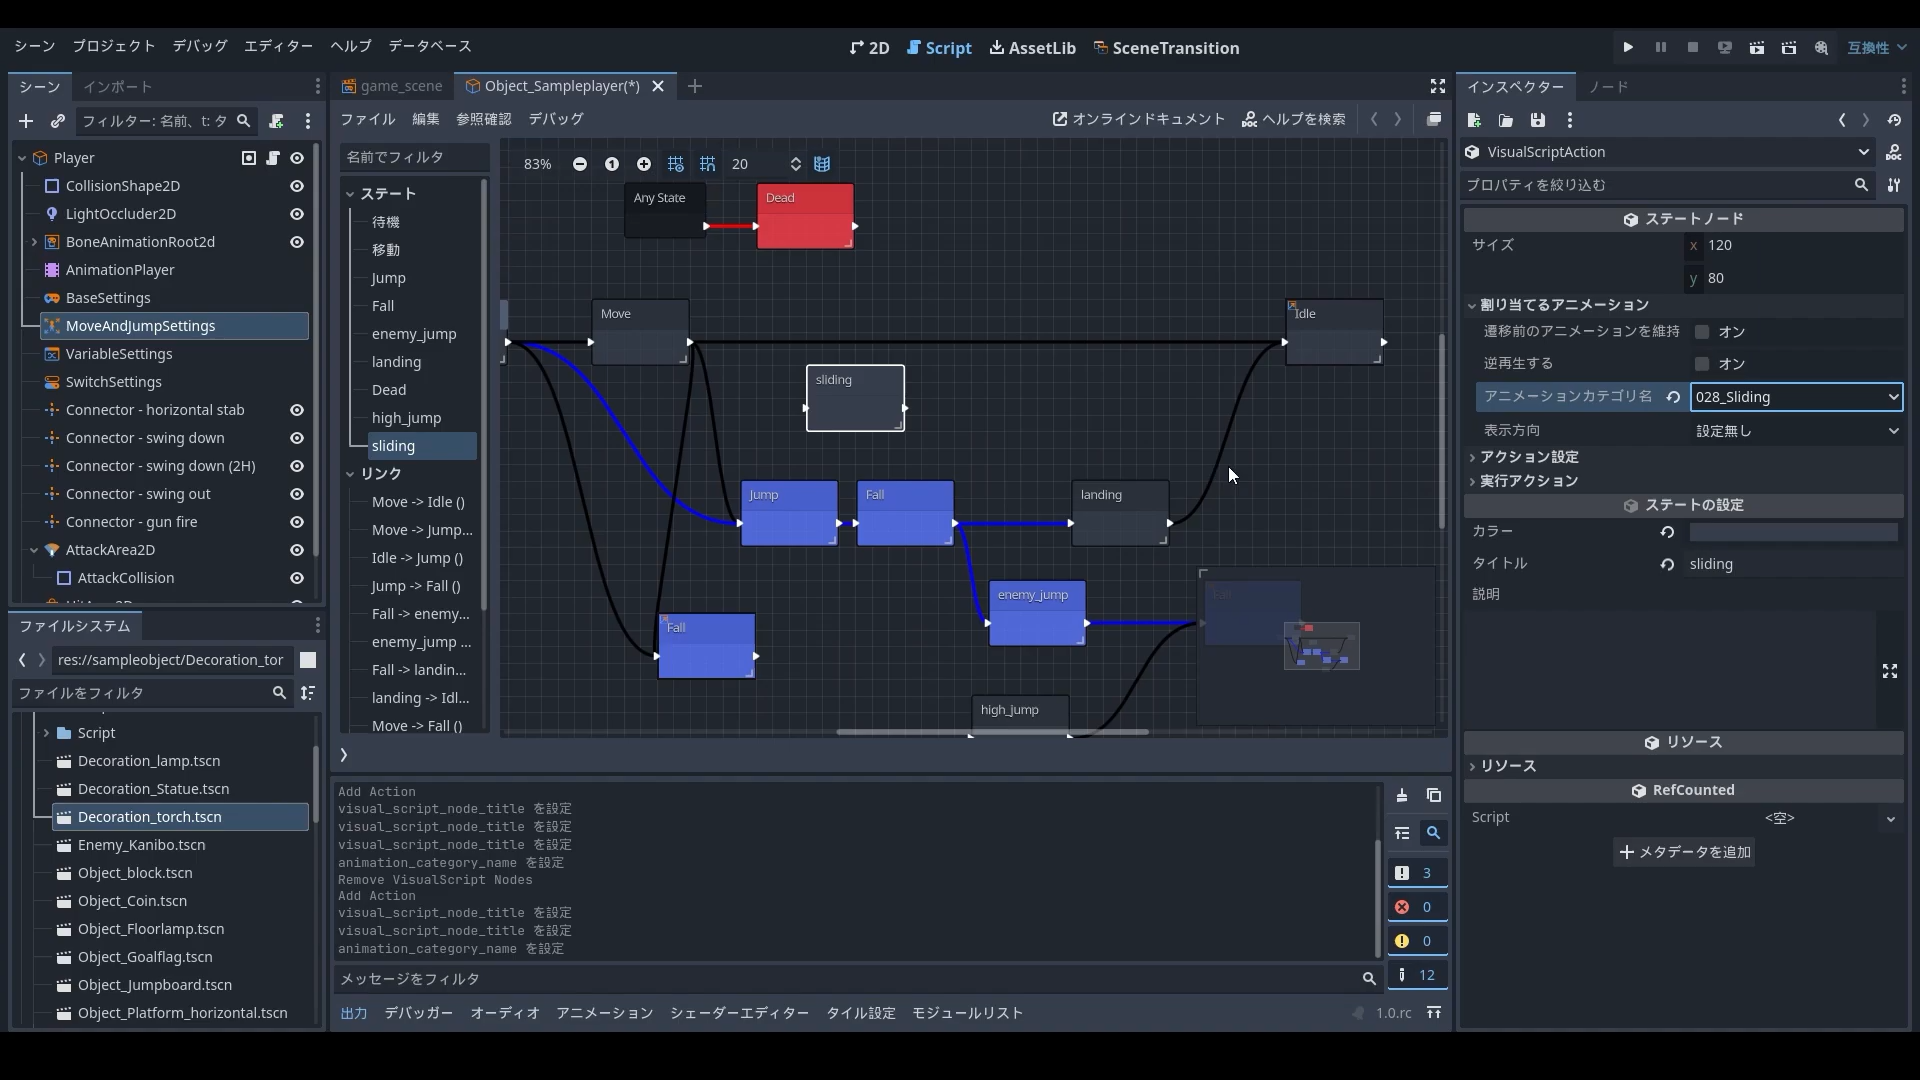 シーン プロジェクト デバッグ エディター ヘルプ データベース
2D Script AssetLib SceneTransition
互換性
シーン インポート
フィルター: 名前、t: タ
Player
CollisionShape2D
LightOccluder2D
BoneAnimationRoot2d
AnimationPlayer
BaseSettings
MoveAndJumpSettings
VariableSettings
SwitchSettings
Connector - horizontal stab
Connector - swing down
Connector - swing down (2H)
Connector - swing out
Connector - gun fire
AttackArea2D
AttackCollision
ファイルシステム
res://sampleobject/Decoration_tor
ファイルをフィルタ
Script
Decoration_lamp.tscn
Decoration_Statue.tscn
Decoration_torch.tscn
Enemy_Kanibo.tscn
Object_block.tscn
Object_Coin.tscn
Object_Floorlamp.tscn
Object_Goalflag.tscn
Object_Jumpboard.tscn
Object_Platform_horizontal.tscn
game_scene Object_Sampleplayer(*)
ファイル 編集 参照確認 デバッグ オンラインドキュメント ヘルプを検索
名前でフィルタ
ステート
待機
移動
Jump
Fall
enemy_jump
landing
Dead
high_jump
sliding
リンク
Move -> Idle ()
Move -> Jump...
Idle -> Jump ()
Jump -> Fall ()
Fall -> enemy...
enemy_jump ...
Fall -> landin...
landing -> Idl...
Move -> Fall ()
83% 20
Any State Dead
Move Idle
sliding
Jump Fall landing
enemy_jump Fall
Fall
high_jump
Add Action
visual_script_node_title を設定
visual_script_node_title を設定
visual_script_node_title を設定
animation_category_name を設定
Remove VisualScript Nodes
Add Action
visual_script_node_title を設定
visual_script_node_title を設定
animation_category_name を設定
メッセージをフィルタ
3
0
0
12
出力 デバッガー オーディオ アニメーション シェーダーエディター タイル設定 モジュールリスト 1.0.rc
インスペクター ノード
VisualScriptAction
プロパティを絞り込む
ステートノード
サイズ x 120
y 80
割り当てるアニメーション
遷移前のアニメーションを維持 オン
逆再生する オン
アニメーションカテゴリ名 028_Sliding
表示方向 設定無し
アクション設定
実行アクション
ステートの設定
カラー
タイトル sliding
説明
リソース
リソース
RefCounted
Script <空>
メタデータを追加